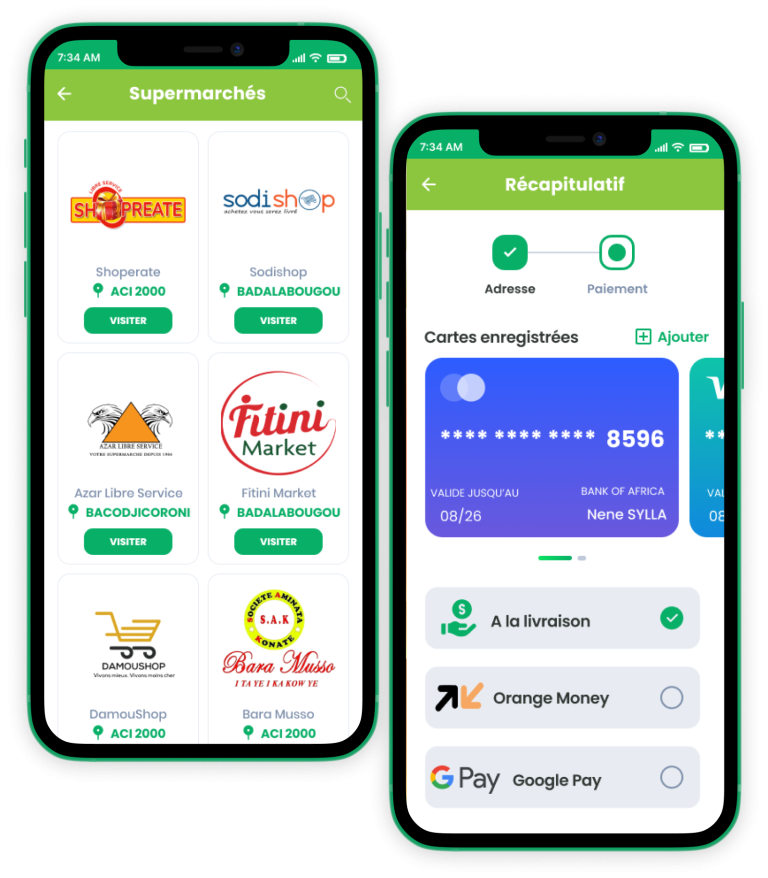 7:34 AM
Supermarchés
LIBRE SERVICE
SHOPREATE
sodishop
achetez vous serez livré
Shoperate
ACI 2000
VISITER
Sodishop
BADALABOUGOU
VISITER
AZAR LIBRE SERVICE
VOTRE SUPERMARCHE DEPUIS 1966
Fitini
Market
Azar Libre Service
BACODJICORONI
VISITER
Fitini Market
BADALABOUGOU
VISITER
DAMOUSHOP
Vivons mieux. Vivons moins cher
SOCIETE AMINATA
S.A.K
KONATE
Bara Musso
I TA YE I KA KOW YE
DamouShop
ACI 2000
Bara Musso
ACI 2000
7:34 AM
Récapitulatif
Adresse
Paiement
Cartes enregistrées
Ajouter
**** **** **** 8596
VALIDE JUSQU'AU
08/26
BANK OF AFRICA
Nene SYLLA
V
**
VAL
08
$
A la livraison
Orange Money
G Pay
Google Pay